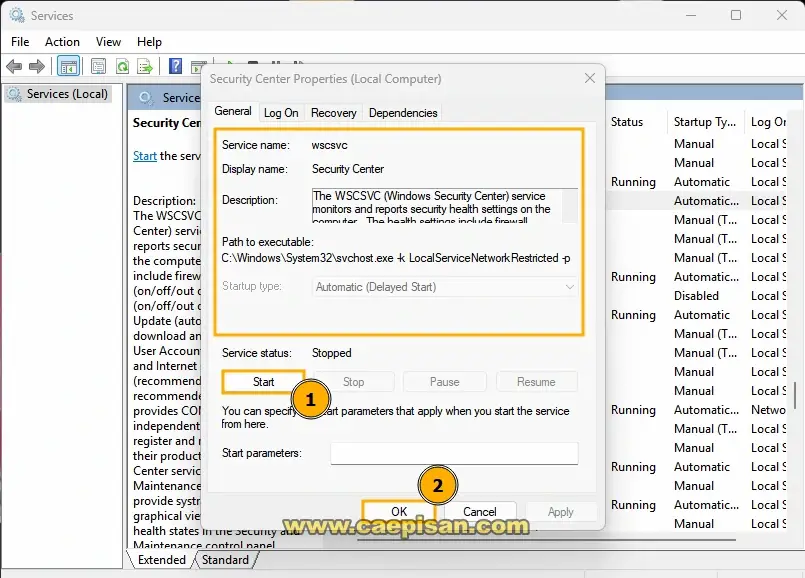 Services
File Action View Help
Services (Local)
Service
Security Cen
Start the serv
Description:
The WSCSVC (Wind
Center) servi
reports secur
the compute
include firew
(on/off/out o
(on/off/out o
Update (auto
download an
User Accoun
and Internet
(recommend
recommende
provides CON
independent
register and r
their product
Center servic
Maintenance
provide systr
graphical vie
health states in the Security and
Maintenance control panel
Extended Standard
Security Center Properties (Local Computer)
General Log On Recovery Dependencies
Service name: wscsvc
Display name: Security Center
Description: The WSCSVC (Windows Security Center) service
monitors and reports security health settings on the
computer. The health settings include firewall
Path to executable:
C:\Windows\System32\svchost.exe -k LocalServiceNetworkRestricted -p
Startup type: Automatic (Delayed Start)
Service status: Stopped
Start Stop Pause Resume
1
You can specify art parameters that apply when you start the service
from here.
Start parameters:
2
OK Cancel Apply
www.caepisan.com
Status Startup Ty... Log On
Manual Local S
Manual Local S
Running Automatic Local S
Automatic... Local S
Manual (T... Local S
Manual (T... Local S
Manual (T... Local S
Running Automatic Local S
Disabled Local S
Running Automatic Local S
Manual (T... Local S
Manual (T... Local S
Manual Local S
Manual Local S
Running Automatic... Netwo
Running Manual (T... Local S
Manual Local S
Running Automatic Local S
Manual Local S
Running Automatic... Local S
Manual Local S